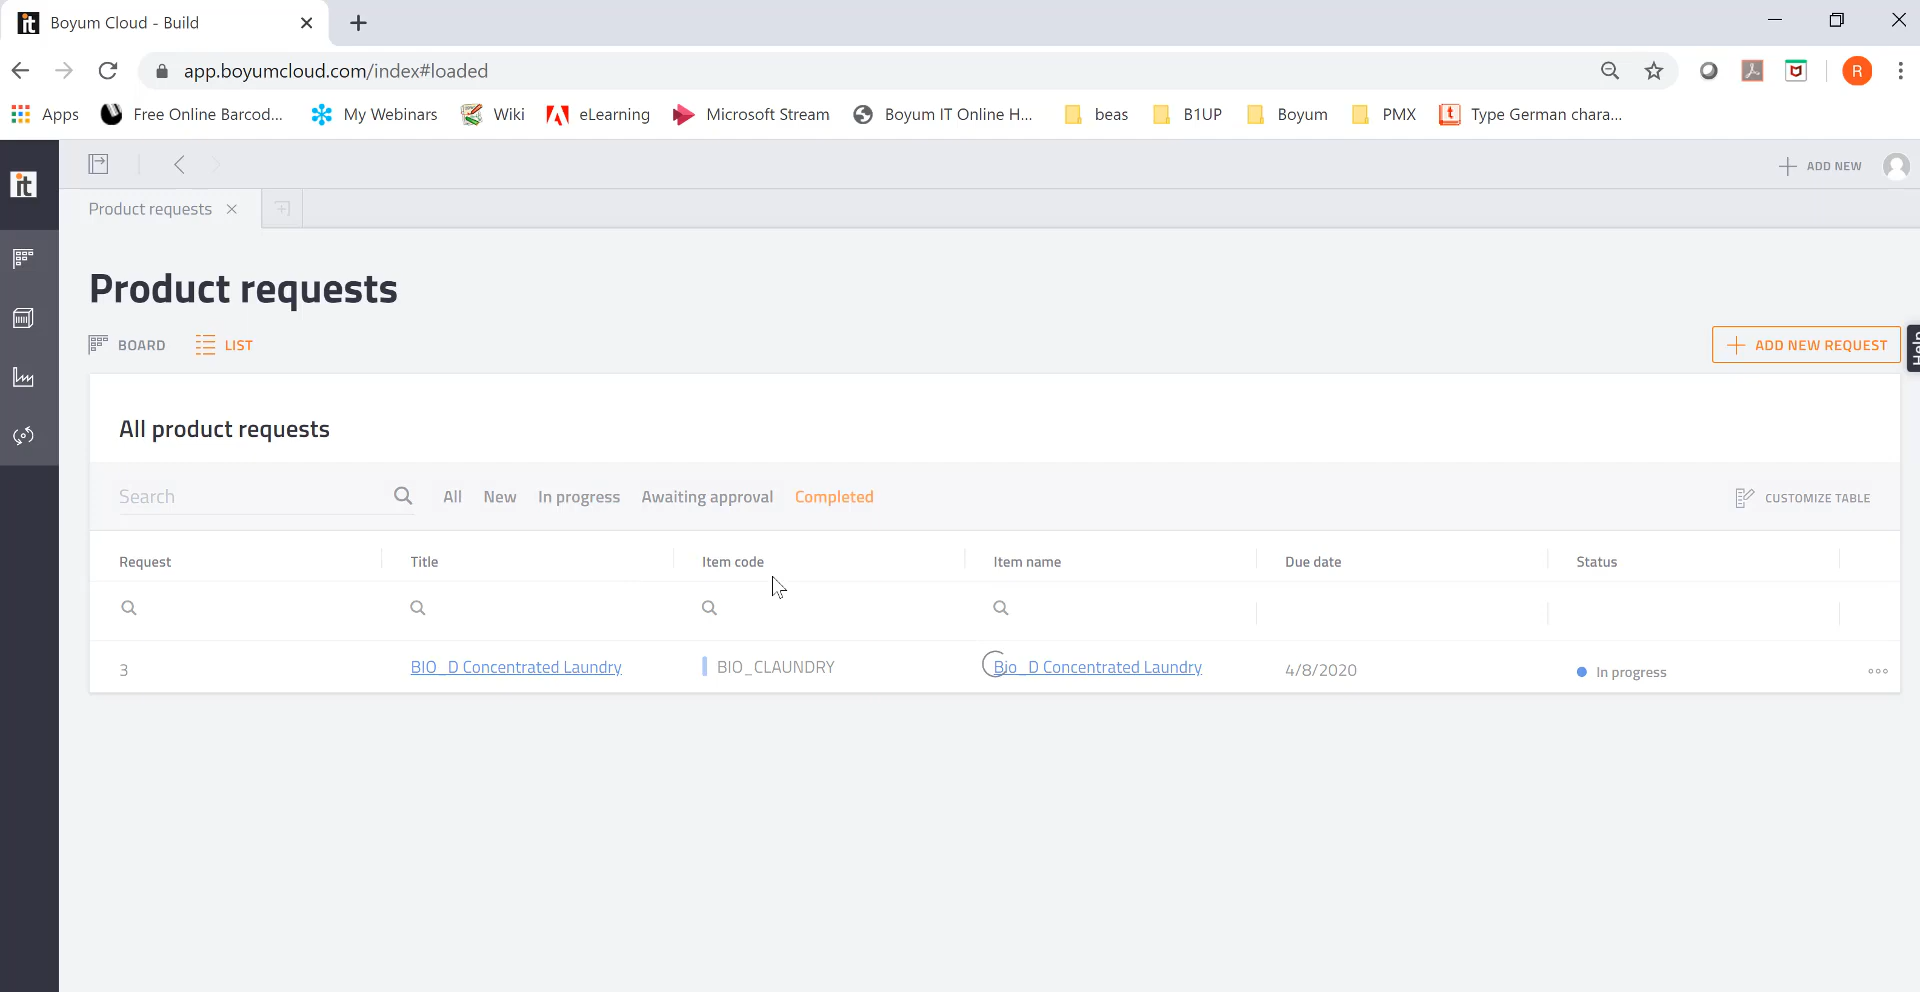 it Boyum Cloud - Build
app.boyumcloud.com/index#loaded
R
Apps Free Online Barcod... My Webinars Wiki eLearning Microsoft Stream Boyum IT Online H... beas B1UP Boyum PMX t Type German chara...
it
ADD NEW
Product requests
Product requests
BOARD LIST ADD NEW REQUEST
Help
All product requests
Search All New In progress Awaiting approval Completed CUSTOMIZE TABLE
Request Title Item code Item name Due date Status
3 BIO_D Concentrated Laundry BIO_CLAUNDRY Bio_D Concentrated Laundry 4/8/2020 In progress